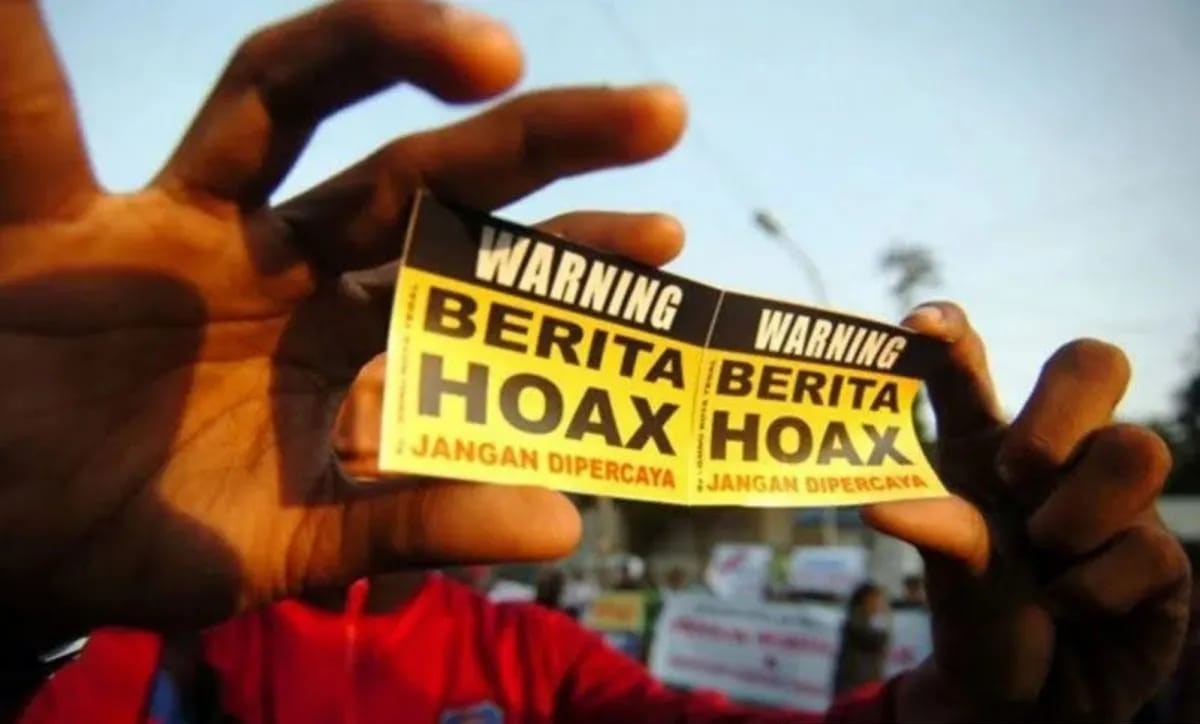 WARNING
BERITA
HOAX
JANGAN DIPERCAYA
WARNING
BERITA
HOAX
JANGAN DIPERCAYA